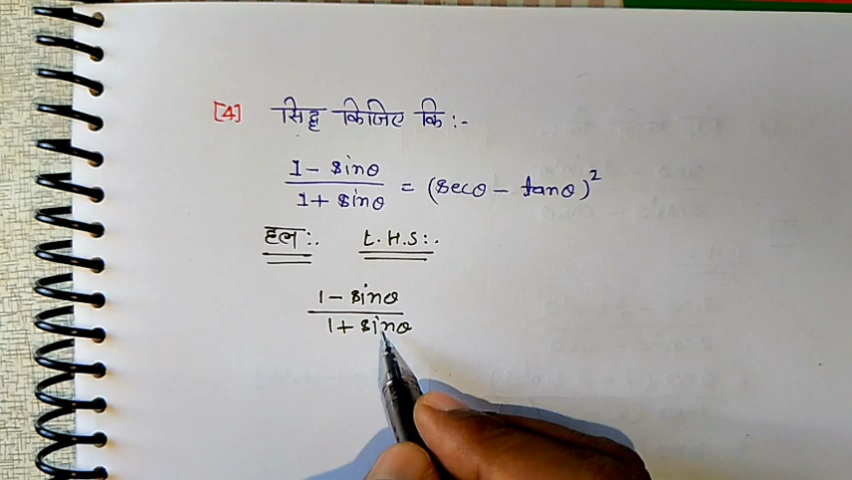 [4] सिद्ध किजिए कि:-
1 - sinθ
1 + sinθ = (secθ - tanθ)²
हल:. L.H.S:.
1 - sinθ
1 + sinθ